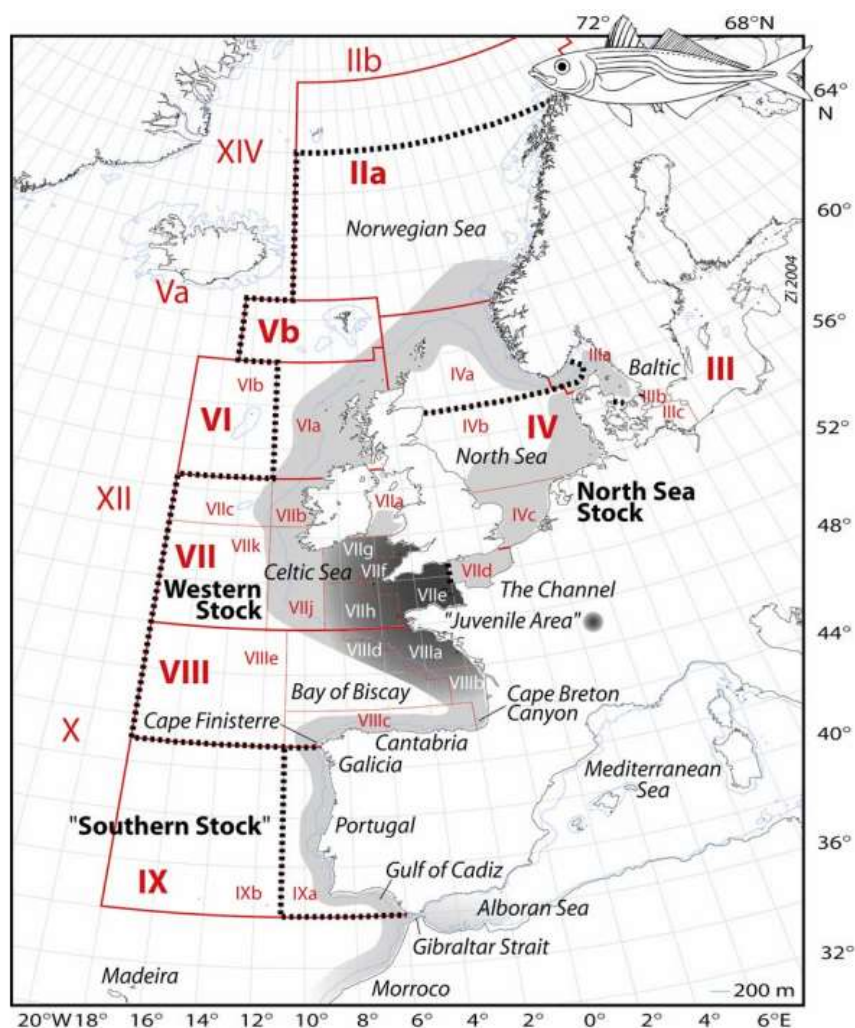 72° 68°N
IIb
64°
N
XIV
IIa
60°
Norwegian Sea
Zi 2004
Va
56°
Vb
IIIa
Baltic
III
IVa
VIb
IIIb
IIIc
VI
VIa
IVb
IV
52°
North Sea
XII
VIIc
VIIb
VIIa
IVc
North Sea
Stock
48°
VII
VIIk
VIIg
Western
Stock
Celtic Sea
VIIf
VIId
VIIe
The Channel
VIIj
VIIh
"Juvenile Area"
44°
VIII
VIIIe
VIIId
VIIIa
VIIIb
Bay of Biscay
Cape Breton
Canyon
X
Cape Finisterre
VIIIc
Cantabria
40°
Galicia
Mediterranean
Sea
"Southern Stock"
Portugal
36°
IX
IXb
IXa
Gulf of Cadiz
Alboran Sea
Gibraltar Strait
32°
Madeira
Morroco
200 m
20°W 18° 16° 14° 12° 10° 8° 6° 4° 2° 0° 2° 4° 6°E